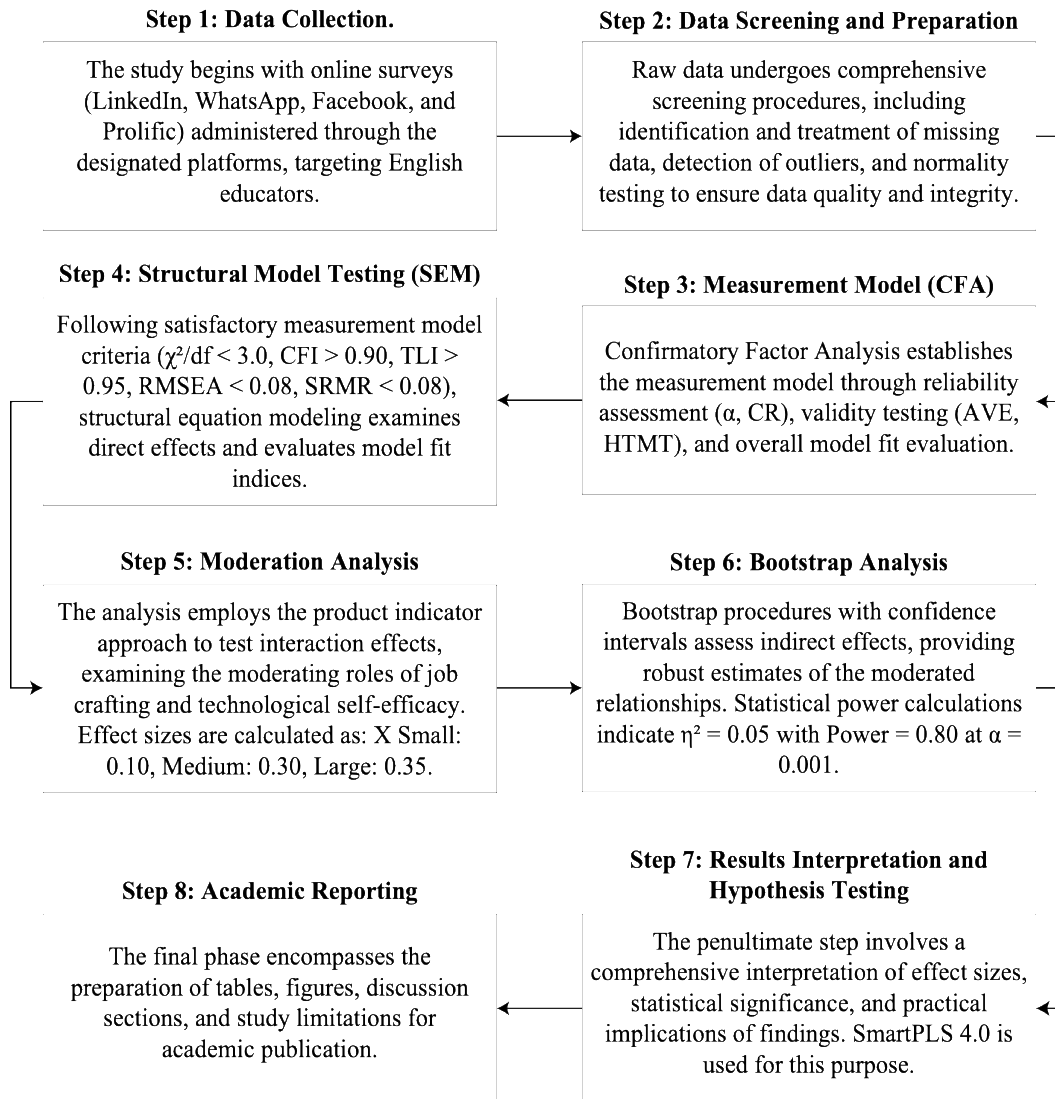 Step 1: Data Collection.
The study begins with online surveys
(LinkedIn, WhatsApp, Facebook, and
Prolific) administered through the
designated platforms, targeting English
educators.
Step 2: Data Screening and Preparation
Raw data undergoes comprehensive
screening procedures, including
identification and treatment of missing
data, detection of outliers, and normality
testing to ensure data quality and integrity.
Step 3: Measurement Model (CFA)
Confirmatory Factor Analysis establishes
the measurement model through reliability
assessment (α, CR), validity testing (AVE,
HTMT), and overall model fit evaluation.
Step 4: Structural Model Testing (SEM)
Following satisfactory measurement model
criteria (χ²/df < 3.0, CFI > 0.90, TLI >
0.95, RMSEA < 0.08, SRMR < 0.08),
structural equation modeling examines
direct effects and evaluates model fit
indices.
Step 5: Moderation Analysis
The analysis employs the product indicator
approach to test interaction effects,
examining the moderating roles of job
crafting and technological self-efficacy.
Effect sizes are calculated as: X Small:
0.10, Medium: 0.30, Large: 0.35.
Step 6: Bootstrap Analysis
Bootstrap procedures with confidence
intervals assess indirect effects, providing
robust estimates of the moderated
relationships. Statistical power calculations
indicate η² = 0.05 with Power = 0.80 at α =
0.001.
Step 7: Results Interpretation and
Hypothesis Testing
The penultimate step involves a
comprehensive interpretation of effect sizes,
statistical significance, and practical
implications of findings. SmartPLS 4.0 is
used for this purpose.
Step 8: Academic Reporting
The final phase encompasses the
preparation of tables, figures, discussion
sections, and study limitations for
academic publication.